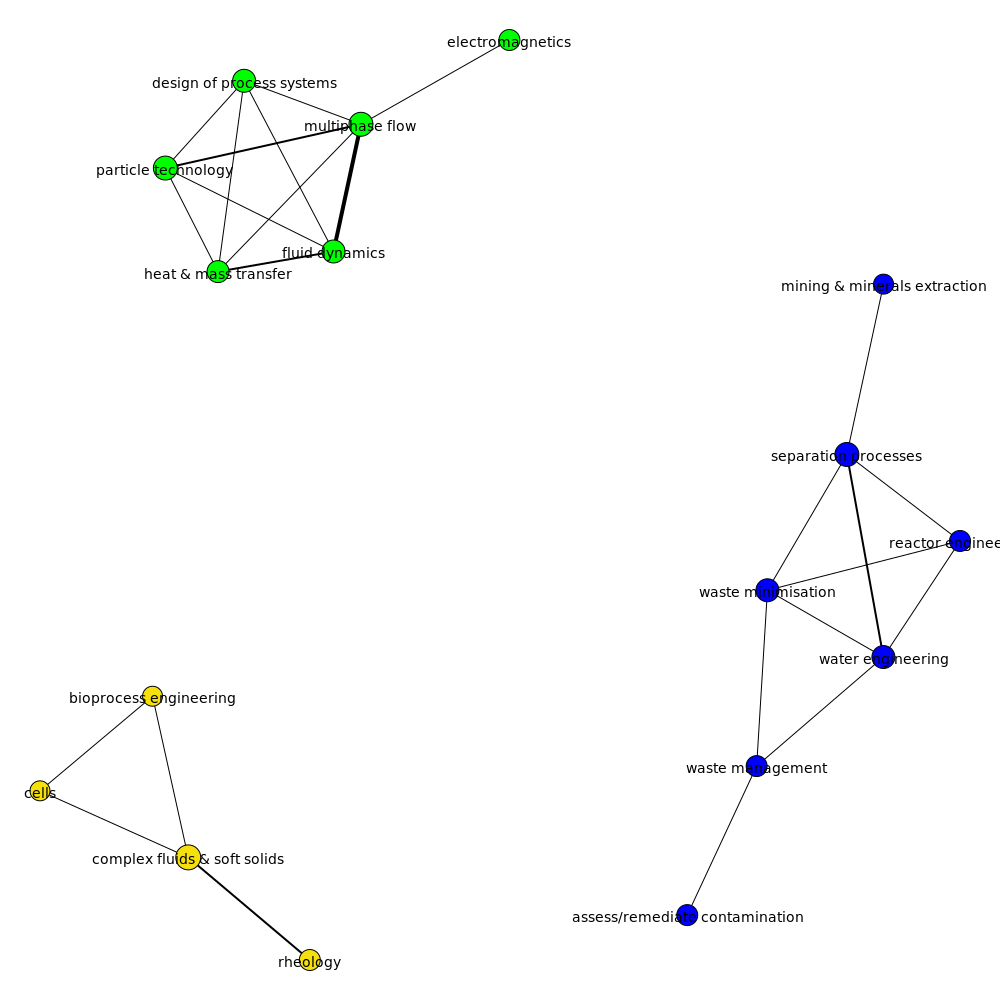 electromagnetics
design of process systems
multiphase flow
particle technology
fluid dynamics
heat & mass transfer
mining & minerals extraction
separation processes
reactor enginee
waste minimisation
water engineering
bioprocess engineering
waste management
cells
complex fluids & soft solids
assess/remediate contamination
rheology